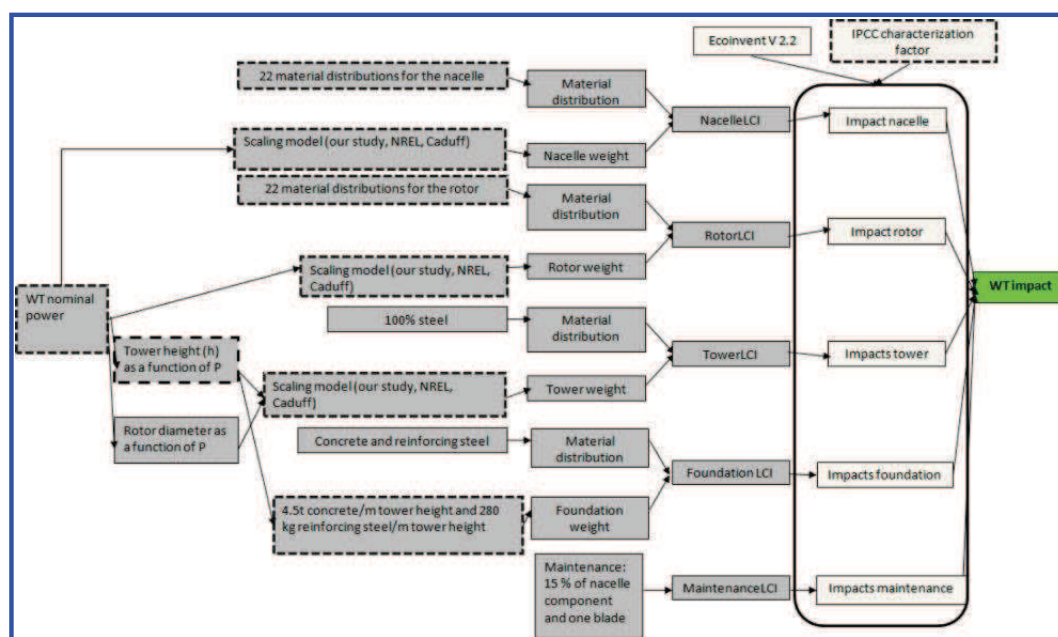 Ecoinvent V 2.2
IPCC characterization
factor
22 material distributions for the nacelle
Material
distribution
NacelleLCI
Impact nacelle
Scaling model (our study, NREL, Caduff)
Nacelle weight
22 material distributions for the rotor
Material
distribution
RotorLCI
Impact rotor
Scaling model (our study, NREL,
Caduff)
Rotor weight
WT nominal
power
WT impact
100% steel
Material
distribution
TowerLCI
Impacts tower
Tower height (h)
as a function of P
Scaling model (our study, NREL,
Caduff)
Tower weight
Rotor diameter as
a function of P
Concrete and reinforcing steel
Material
distribution
Foundation LCI
Impacts foundation
4.5t concrete/m tower height and 280
kg reinforcing steel/m tower height
Foundation
weight
Maintenance:
15 % of nacelle
component
and one blade
MaintenanceLCI
Impacts maintenance